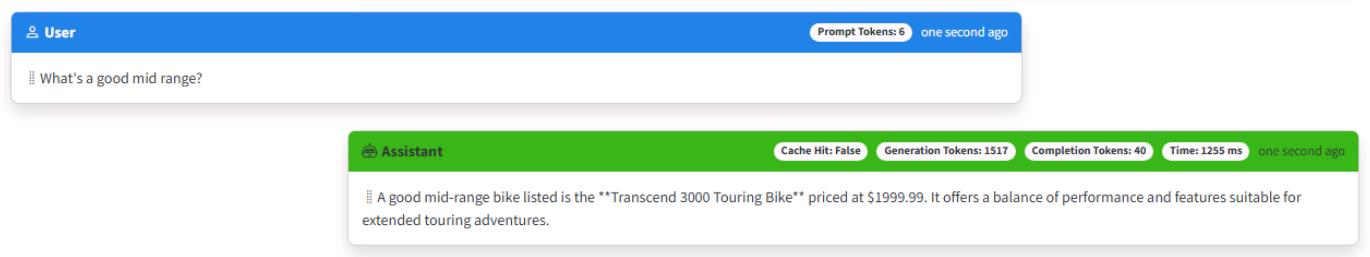 User Prompt Tokens: 6 one second ago
What's a good mid range?
Assistant Cache Hit: False Generation Tokens: 1517 Completion Tokens: 40 Time: 1255 ms one second ago
A good mid-range bike listed is the **Transcend 3000 Touring Bike** priced at $1999.99. It offers a balance of performance and features suitable for
extended touring adventures.